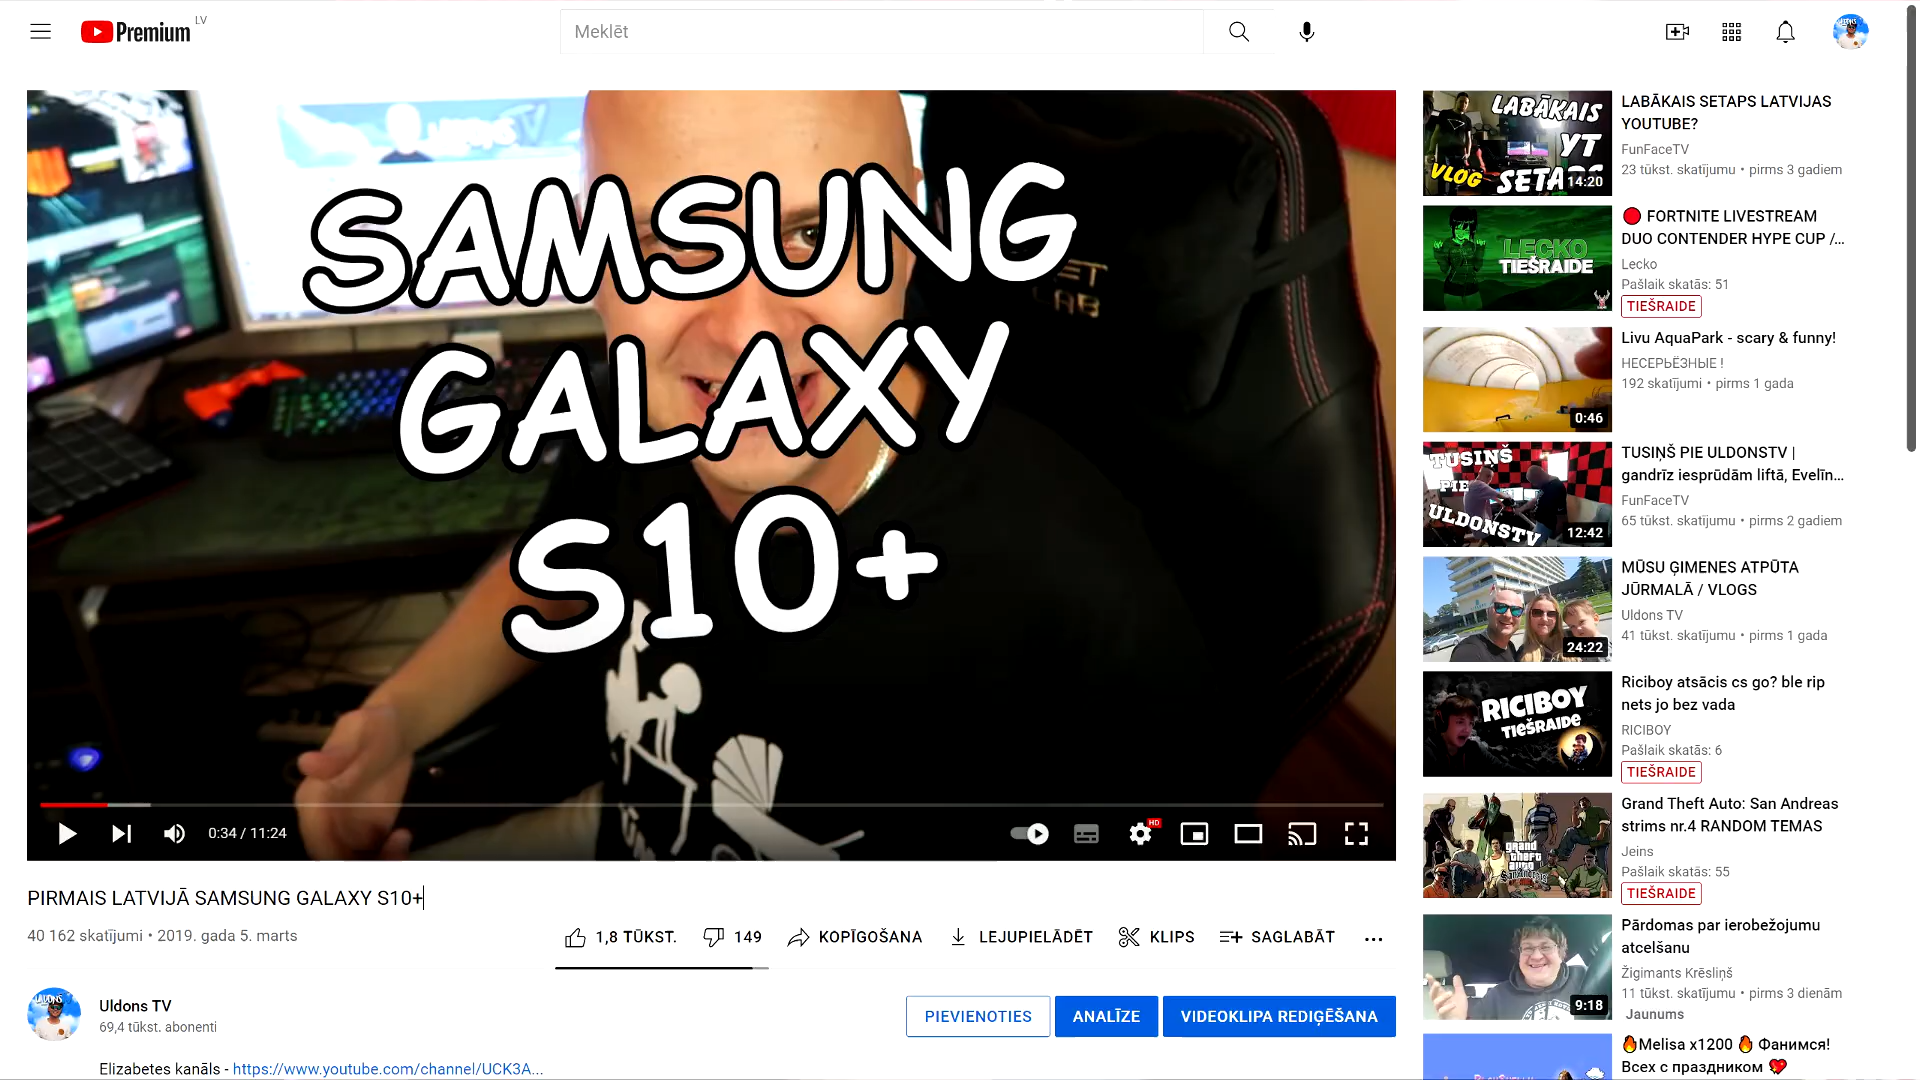 Premium LV
Meklēt
SAMSUNG
GALAXY
S10+
0:34 / 11:24
HD
PIRMAIS LATVIJĀ SAMSUNG GALAXY S10+
40 162 skatījumi • 2019. gada 5. marts
1,8 TŪKST.
149
KOPĪGOŠANA
LEJUPIELĀDĒT
KLIPS
SAGLABĀT
Uldons TV
69,4 tūkst. abonenti
PIEVIENOTIES
ANALĪZE
VIDEOKLIPA REDIĢĒŠANA
Elizabetes kanāls - https://www.youtube.com/channel/UCK3A...
LABĀKAIS
YT
VLOG
14:20
LABĀKAIS SETAPS LATVIJAS
YOUTUBE?
FunFaceTV
23 tūkst. skatījumu • pirms 3 gadiem
LECKO
TIEŠRAIDE
🔴 FORTNITE LIVESTREAM
DUO CONTENDER HYPE CUP /...
Lecko
Pašlaik skatās: 51
TIEŠRAIDE
0:46
Livu AquaPark - scary & funny!
НЕСЕРЬЁЗНЫЕ !
192 skatījumi • pirms 1 gada
TUSIŅŠ
PIE
ULDONSTV
12:42
TUSIŅŠ PIE ULDONSTV |
gandrīz iesprūdām liftā, Evelīn...
FunFaceTV
65 tūkst. skatījumu • pirms 2 gadiem
24:22
MŪSU ĢIMENES ATPŪTA
JŪRMALĀ / VLOGS
Uldons TV
41 tūkst. skatījumu • pirms 1 gada
RICIBOY
TIEŠRAIDE
Riciboy atsācis cs go? ble rip
nets jo bez vada
RICIBOY
Pašlaik skatās: 6
TIEŠRAIDE
grand
theft
auto
San Andreas
Grand Theft Auto: San Andreas
strims nr.4 RANDOM TEMAS
Jeins
Pašlaik skatās: 55
TIEŠRAIDE
9:18
Pārdomas par ierobežojumu
atcelšanu
Žigimants Krēsliņš
11 tūkst. skatījumu • pirms 3 dienām
Jaunums
🔥Melisa x1200 🔥 Фанимся!
Всех с праздником 💖